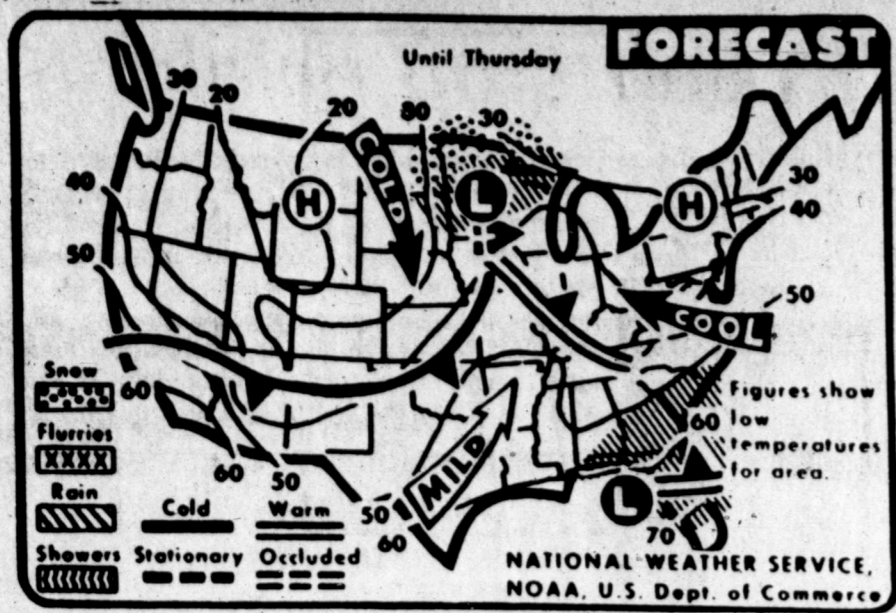 FORECAST
Until Thursday
30 20 20 80 30
COLD
L
H
H
30
40
40
50
50
COOL
Snow
60
Flurries
Rain
Showers
Cold
Stationary
Warm
Occluded
60 50
50
60
MILD
60
L
70
Figures show
low
temperatures
for area.
NATIONAL WEATHER SERVICE,
NOAA, U.S. Dept. of Commerce